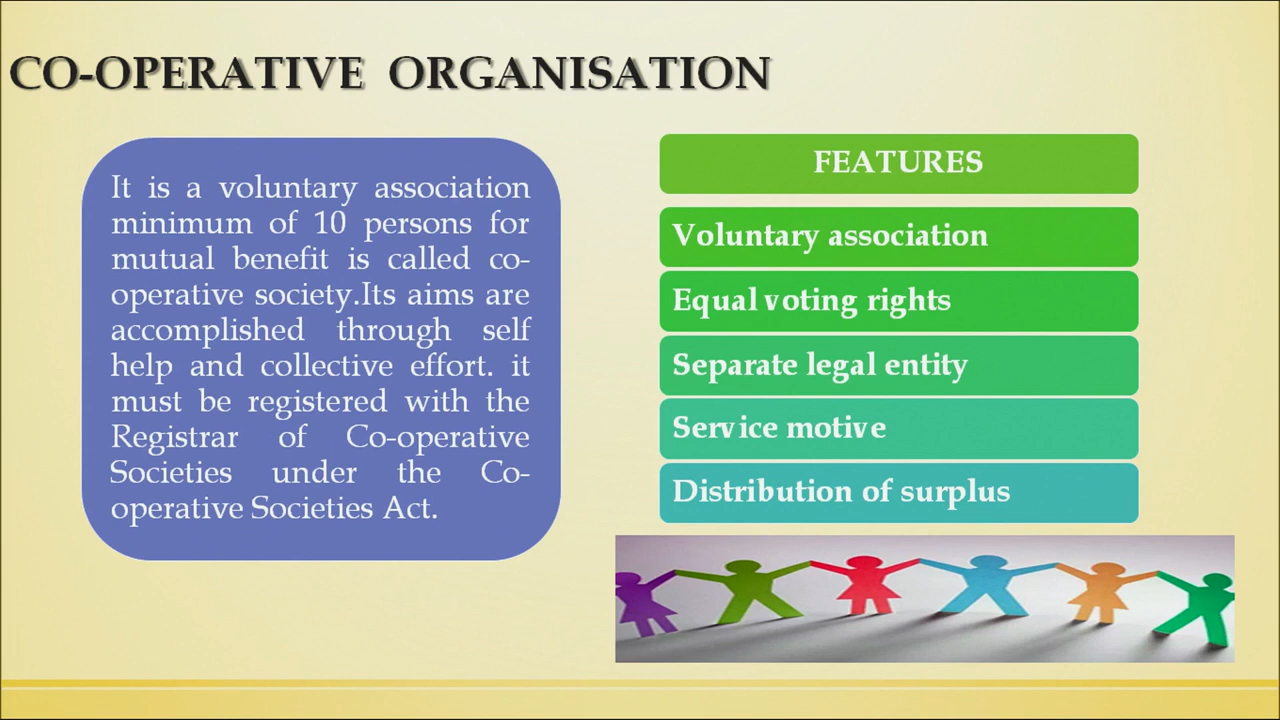 CO-OPERATIVE ORGANISATION
It is a voluntary association
minimum of 10 persons for
mutual benefit is called co-
operative society.Its aims are
accomplished through self
help and collective effort. it
must be registered with the
Registrar of Co-operative
Societies under the Co-
operative Societies Act.
FEATURES
Voluntary association
Equal voting rights
Separate legal entity
Service motive
Distribution of surplus